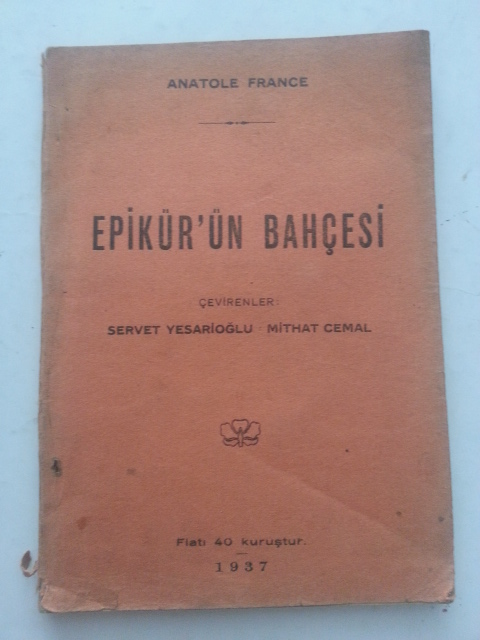 ANATOLE FRANCE
EPİKÜR'ÜN BAHÇESİ
ÇEVİRENLER:
SERVET YESARİOĞLU - MİTHAT CEMAL
Fiatı 40 kuruştur.
1937